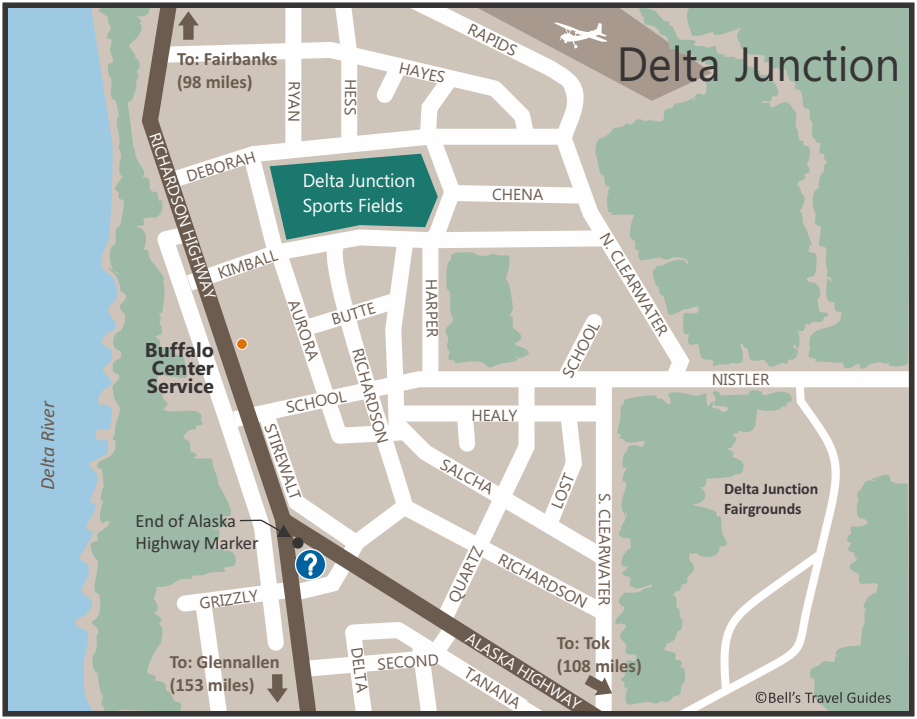 Delta Junction
RAPIDS
To: Fairbanks
(98 miles)
HAYES
RYAN
HESS
RICHARDSON HIGHWAY
DEBORAH
Delta Junction
Sports Fields
CHENA
KIMBALL
N. CLEARWATER
HARPER
AURORA
BUTTE
SCHOOL
Buffalo
Center
Service
RICHARDSON
NISTLER
SCHOOL
HEALY
Delta River
STIREWALT
SALCHA
LOST
S. CLEARWATER
Delta Junction
Fairgrounds
End of Alaska
Highway Marker
?
QUARTZ
RICHARDSON
GRIZZLY
To: Tok
(108 miles)
ALASKA HIGHWAY
To: Glennallen
(153 miles)
DELTA
SECOND
TANANA
©Bell's Travel Guides